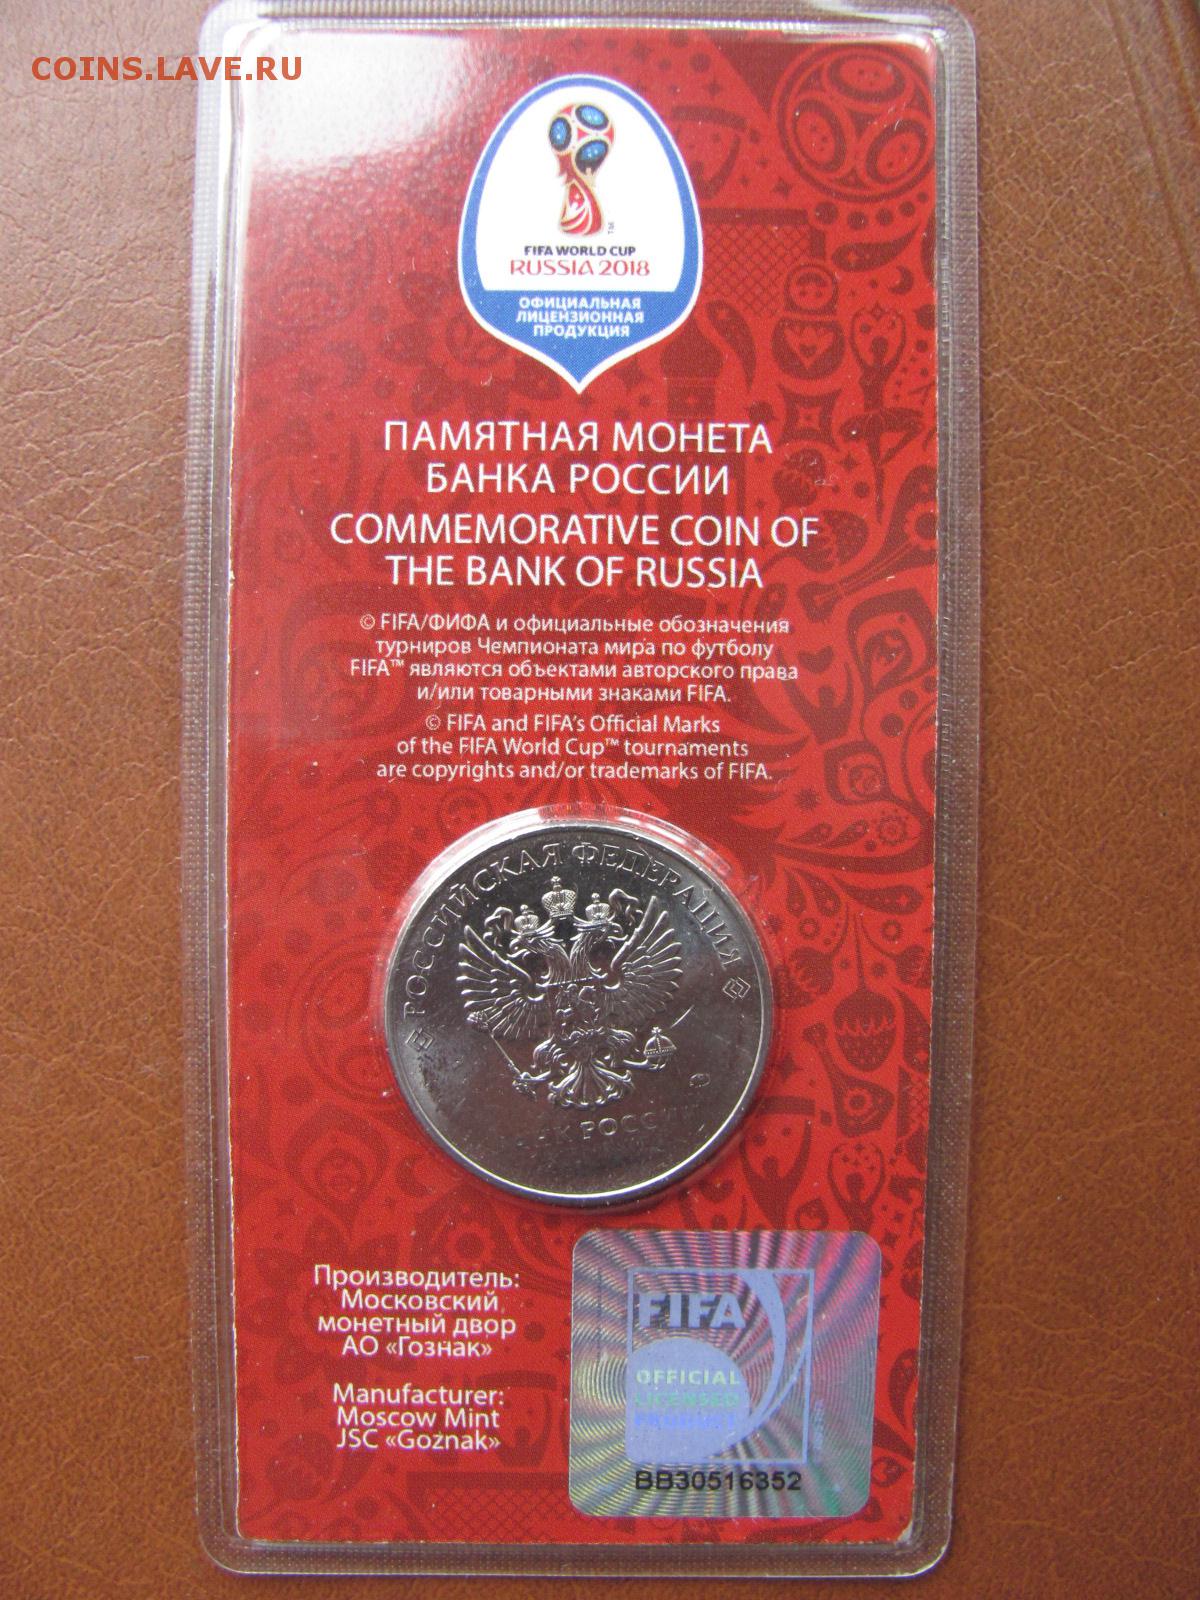 COINS.LAVE.RU
FIFA WORLD CUP
RUSSIA 2018
ОФИЦИАЛЬНАЯ
ЛИЦЕНЗИОННАЯ
ПРОДУКЦИЯ
ПАМЯТНАЯ МОНЕТА
БАНКА РОССИИ
COMMEMORATIVE COIN OF
THE BANK OF RUSSIA
© FIFA/ФИФА и официальные обозначения
турниров Чемпионата мира по футболу
FIFA™ являются объектами авторского права
и/или товарными знаками FIFA.
© FIFA and FIFA's Official Marks
of the FIFA World Cup™ tournaments
are copyrights and/or trademarks of FIFA.
РОССИЙСКАЯ ФЕДЕРАЦИЯ
РОССИИ
Производитель:
Московский
монетный двор
АО «Гознак»
Manufacturer:
Moscow Mint
JSC «Goznak»
FIFA
OFFICIAL
LICENSED
PRODUCT
BB30516352